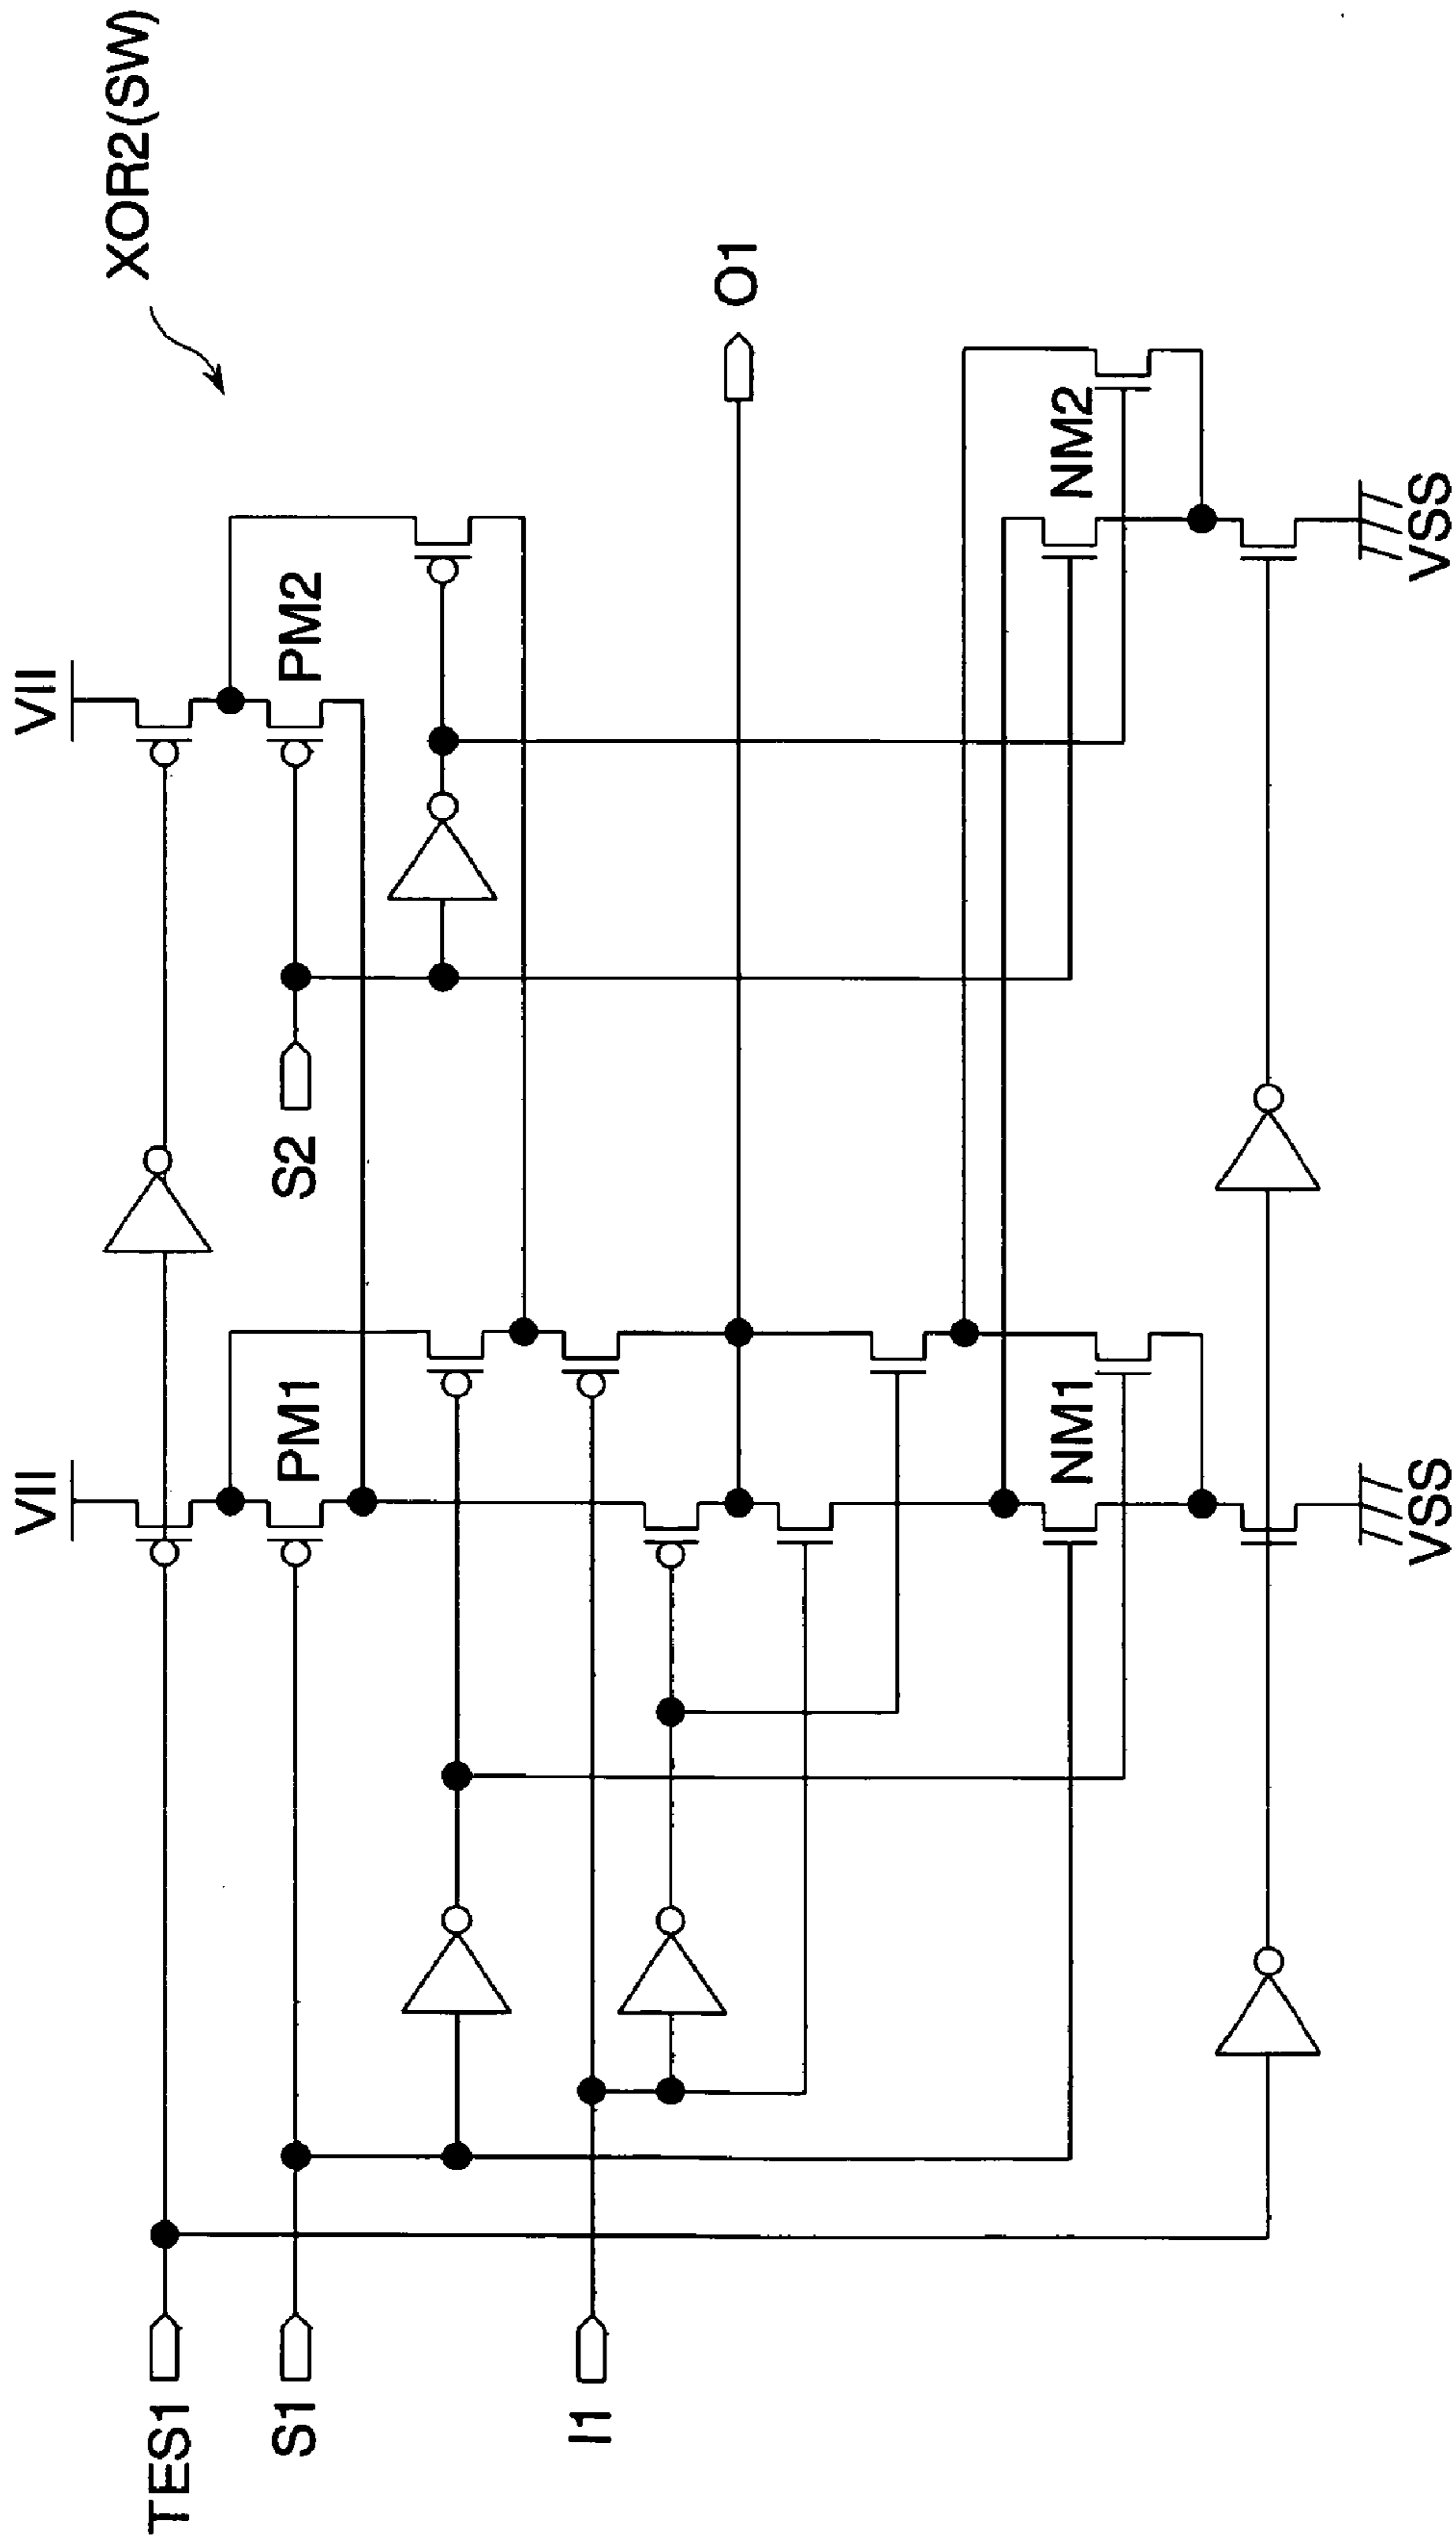 XOR2(SW)
VII
VII
TES1
PM1
PM2
S1
S2
I1
O1
NM1
NM2
VSS
VSS